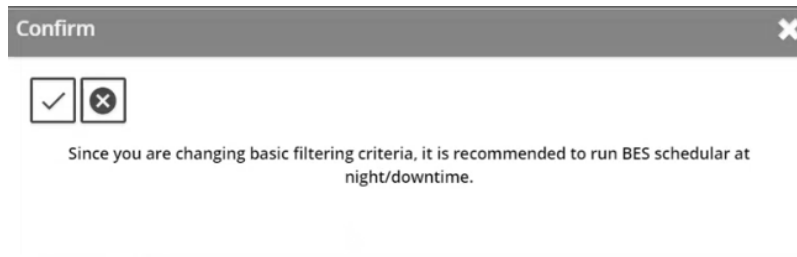 Confirm
Since you are changing basic filtering criteria, it is recommended to run BES schedular at
night/downtime.